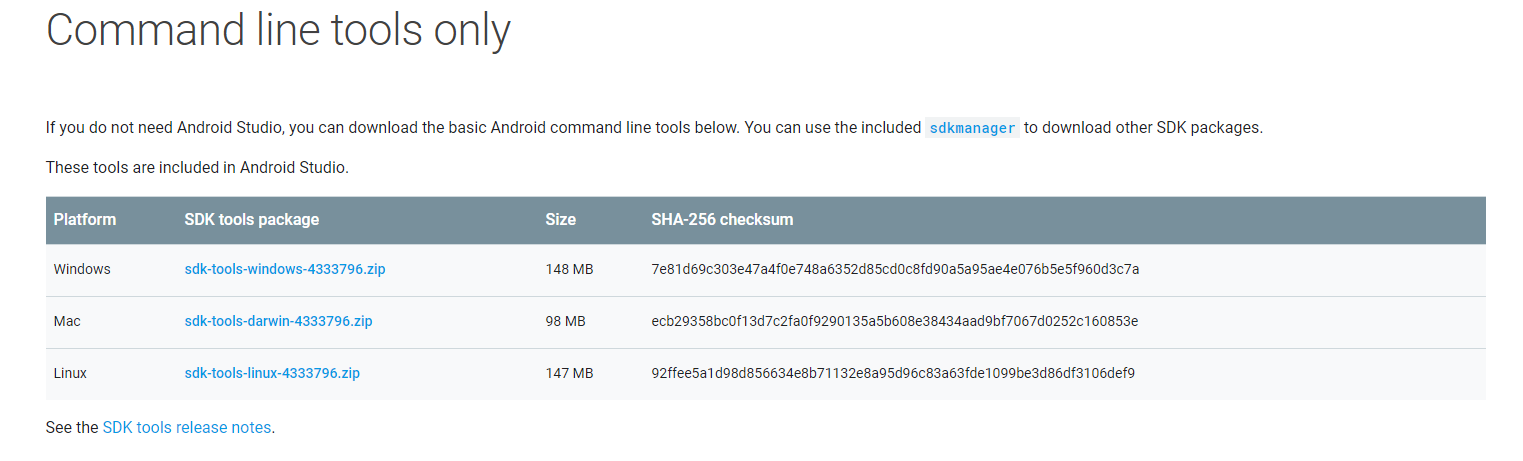 Command line tools only
If you do not need Android Studio, you can download the basic Android command line tools below. You can use the included sdkmanager to download other SDK packages.
These tools are included in Android Studio.
Platform SDK tools package Size SHA-256 checksum
Windows sdk-tools-windows-4333796.zip 148 MB 7e81d69c303e47a4f0e748a6352d85cd0c8fd90a5a95ae4e076b5e5f960d3c7a
Mac sdk-tools-darwin-4333796.zip 98 MB ecb29358bc0f13d7c2fa0f9290135a5b608e38434aad9bf7067d0252c160853e
Linux sdk-tools-linux-4333796.zip 147 MB 92ffee5a1d98d856634e8b71132e8a95d96c83a63fde1099be3d86df3106def9
See the SDK tools release notes.